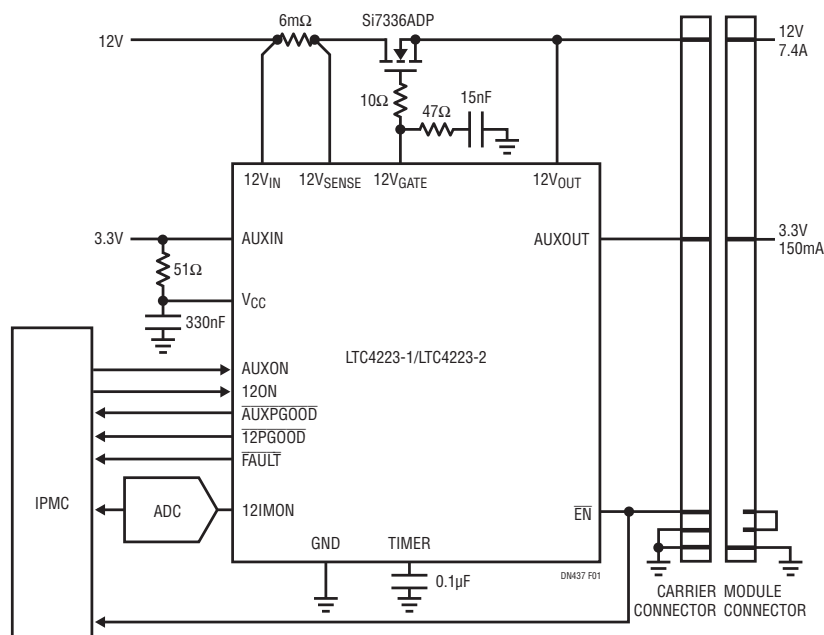 6mΩ
Si7336ADP
12V
12V
7.4A
10Ω
47Ω
15nF
12VIN
12VSENSE
12VGATE
12VOUT
3.3V
AUXIN
AUXOUT
3.3V
150mA
51Ω
VCC
330nF
LTC4223-1/LTC4223-2
AUXON
12ON
AUXPGOOD
12PGOOD
FAULT
IPMC
ADC
12IMON
EN
GND
TIMER
0.1µF
DN437 F01
CARRIER
CONNECTOR
MODULE
CONNECTOR